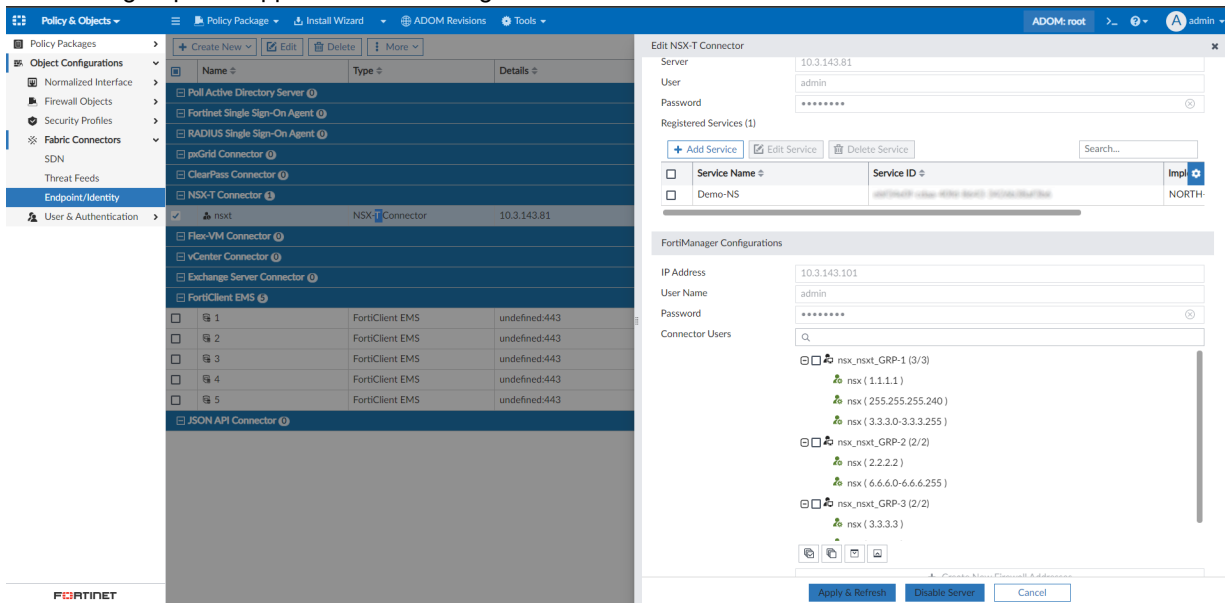 Policy & Objects
Policy Package
Install Wizard
ADOM Revisions
Tools
ADOM: root
A admin
Policy Packages
Object Configurations
Normalized Interface
Firewall Objects
Security Profiles
Fabric Connectors
SDN
Threat Feeds
Endpoint/Identity
User & Authentication
FORTINET
+ Create New
Edit
Delete
More
Name
Type
Details
Poll Active Directory Server (0)
Fortinet Single Sign-On Agent (0)
RADIUS Single Sign-On Agent (0)
pxGrid Connector (0)
ClearPass Connector (0)
NSX-T Connector (1)
nsxt NSX-T Connector 10.3.143.81
Flex-VM Connector (0)
vCenter Connector (0)
Exchange Server Connector (0)
FortiClient EMS (5)
1 FortiClient EMS undefined:443
2 FortiClient EMS undefined:443
3 FortiClient EMS undefined:443
4 FortiClient EMS undefined:443
5 FortiClient EMS undefined:443
JSON API Connector (0)
Edit NSX-T Connector
Server 10.3.143.81
User admin
Password ••••••••
Registered Services (1)
+ Add Service
Edit Service
Delete Service
Search...
Service Name
Service ID
Impl
Demo-NS
NORTH-
FortiManager Configurations
IP Address 10.3.143.101
User Name admin
Password ••••••••
Connector Users
nsx_nsxt_GRP-1 (3/3)
nsx ( 1.1.1.1 )
nsx ( 255.255.255.240 )
nsx ( 3.3.3.0-3.3.3.255 )
nsx_nsxt_GRP-2 (2/2)
nsx ( 2.2.2.2 )
nsx ( 6.6.6.0-6.6.6.255 )
nsx_nsxt_GRP-3 (2/2)
nsx ( 3.3.3.3 )
+ Create New Firewall Addresses
Apply & Refresh
Disable Server
Cancel